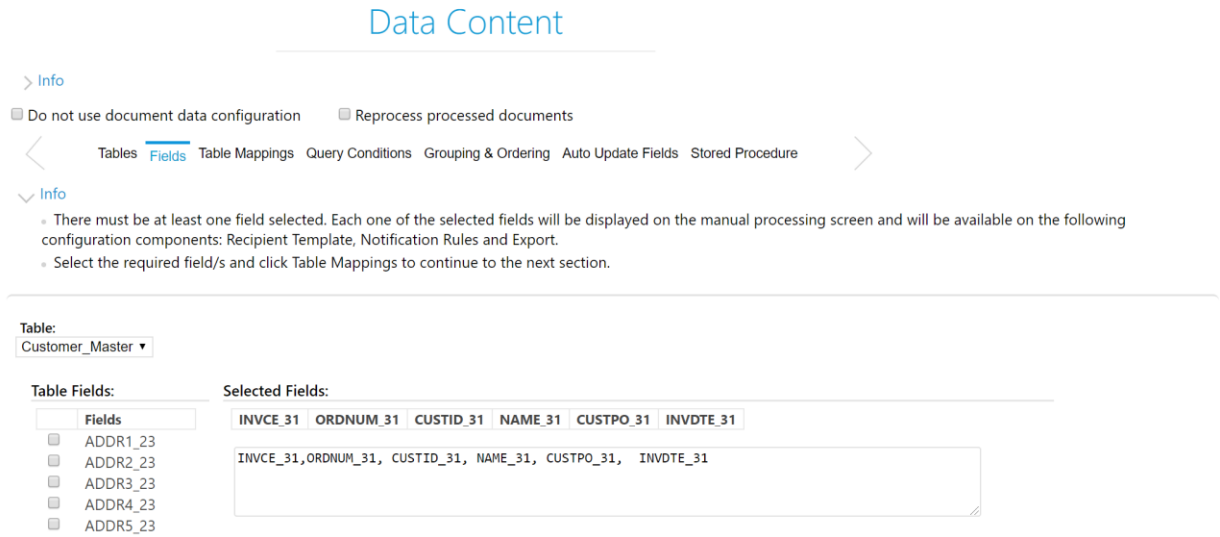 Data Content
Info
Do not use document data configuration Reprocess processed documents
Tables Fields Table Mappings Query Conditions Grouping & Ordering Auto Update Fields Stored Procedure
Info
There must be at least one field selected. Each one of the selected fields will be displayed on the manual processing screen and will be available on the following
configuration components: Recipient Template, Notification Rules and Export.
Select the required field/s and click Table Mappings to continue to the next section.
Table:
Customer_Master
Table Fields: Selected Fields:
Fields INVCE_31 ORDNUM_31 CUSTID_31 NAME_31 CUSTPO_31 INVDTE_31
ADDR1_23
INVCE_31,ORDNUM_31, CUSTID_31, NAME_31, CUSTPO_31, INVDTE_31
ADDR2_23
ADDR3_23
ADDR4_23
ADDR5_23